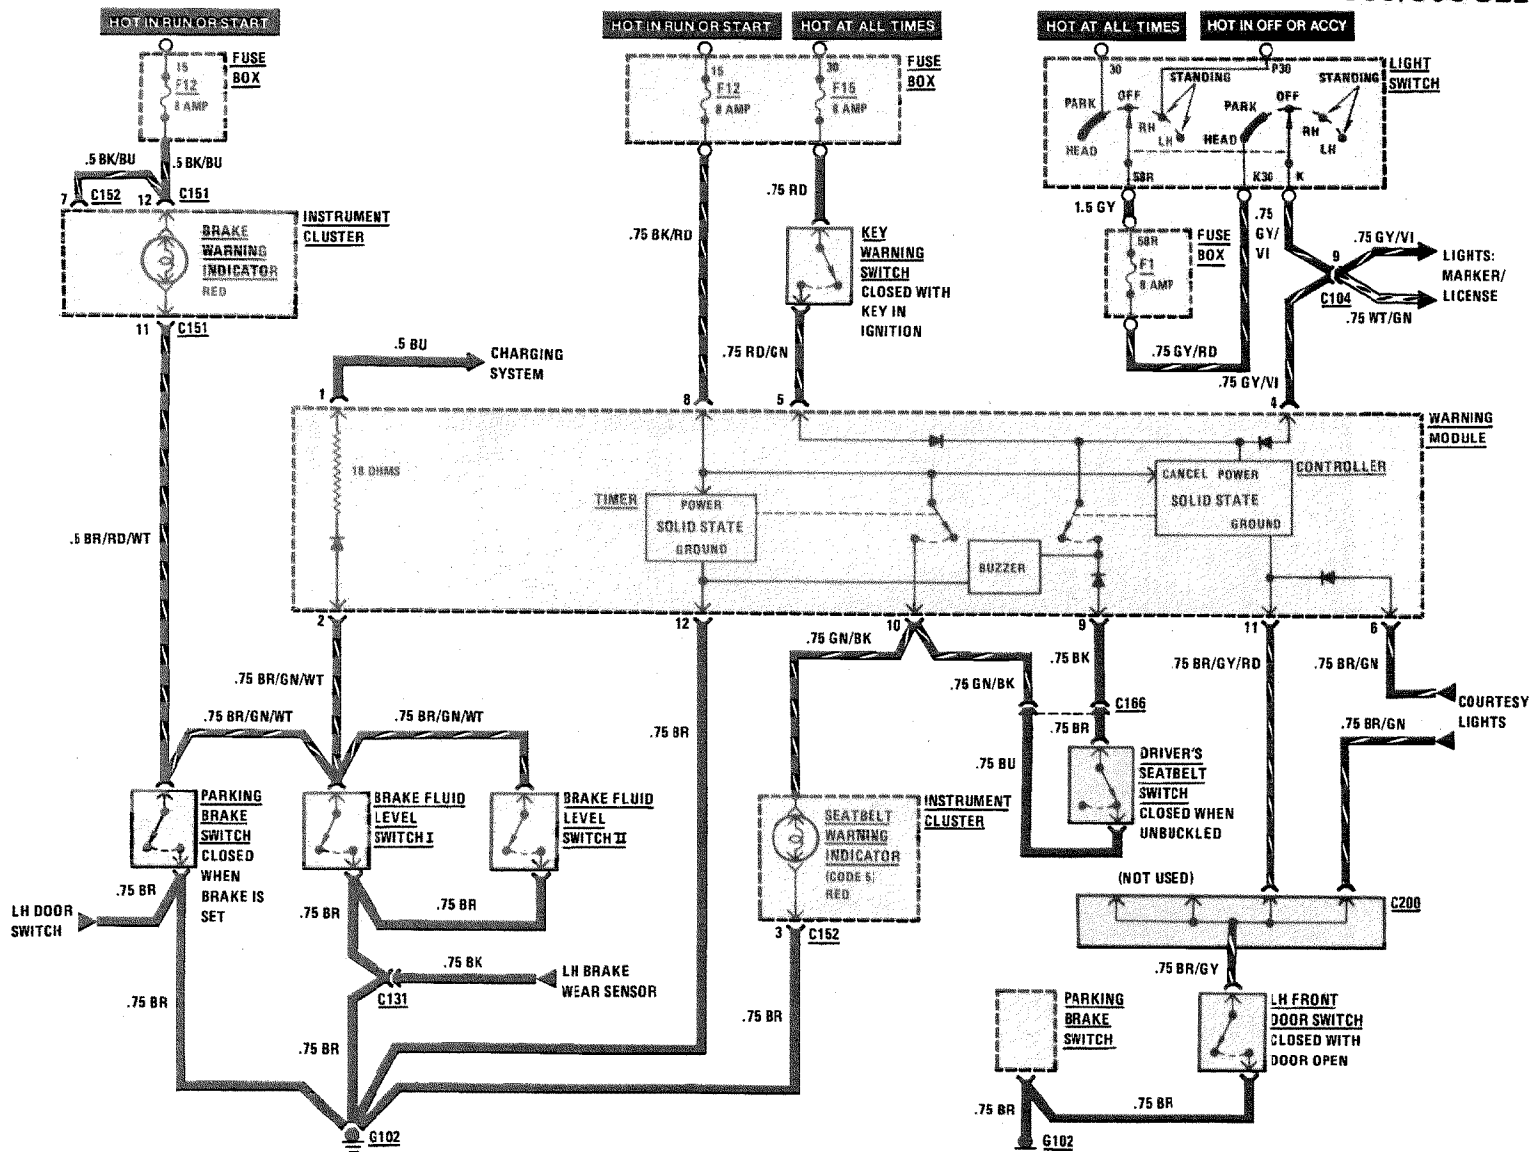 HOT IN RUN OR START
HOT IN RUN OR START
HOT AT ALL TIMES
HOT AT ALL TIMES
HOT IN OFF OR ACCY
15
F12
8 AMP
FUSE
BOX
15
F12
8 AMP
30
F15
8 AMP
FUSE
BOX
30
P30
STANDING
STANDING
LIGHT
SWITCH
PARK
OFF
RH
LH
HEAD
PARK
OFF
RH
LH
HEAD
58R
K30
K
.5 BK/BU
.5 BK/BU
7
C152
12
C151
INSTRUMENT
CLUSTER
BRAKE
WARNING
INDICATOR
RED
11
C151
.75 BK/RD
.75 RD
KEY
WARNING
SWITCH
CLOSED WITH
KEY IN
IGNITION
.75 RD/GN
1.5 GY
58R
F1
8 AMP
FUSE
BOX
.75
GY/
VI
9
C104
.75 GY/VI
.75 WT/GN
LIGHTS:
MARKER/
LICENSE
.75 GY/RD
.75 GY/VI
.5 BU
CHARGING
SYSTEM
1
8
5
4
WARNING
MODULE
18 OHMS
TIMER
POWER
SOLID STATE
GROUND
CANCEL POWER
SOLID STATE
GROUND
CONTROLLER
BUZZER
.5 BR/RD/WT
2
12
10
9
11
6
.75 BR/GN/WT
.75 BR/GN/WT
.75 BR/GN/WT
.75 BR
.75 GN/BK
.75 GN/BK
.75 BK
C166
.75 BR
.75 BU
.75 BR/GY/RD
.75 BR/GN
.75 BR/GN
COURTESY
LIGHTS
PARKING
BRAKE
SWITCH
CLOSED
WHEN
BRAKE IS
SET
BRAKE FLUID
LEVEL
SWITCH I
BRAKE FLUID
LEVEL
SWITCH II
SEATBELT
WARNING
INDICATOR
(CODE 6)
RED
INSTRUMENT
CLUSTER
DRIVER'S
SEATBELT
SWITCH
CLOSED WHEN
UNBUCKLED
LH DOOR
SWITCH
.75 BR
.75 BR
.75 BR
3
C152
(NOT USED)
C200
.75 BK
C131
LH BRAKE
WEAR SENSOR
.75 BR
.75 BR
.75 BR
.75 BR/GY
PARKING
BRAKE
SWITCH
LH FRONT
DOOR SWITCH
CLOSED WITH
DOOR OPEN
.75 BR
.75 BR
G102
G102